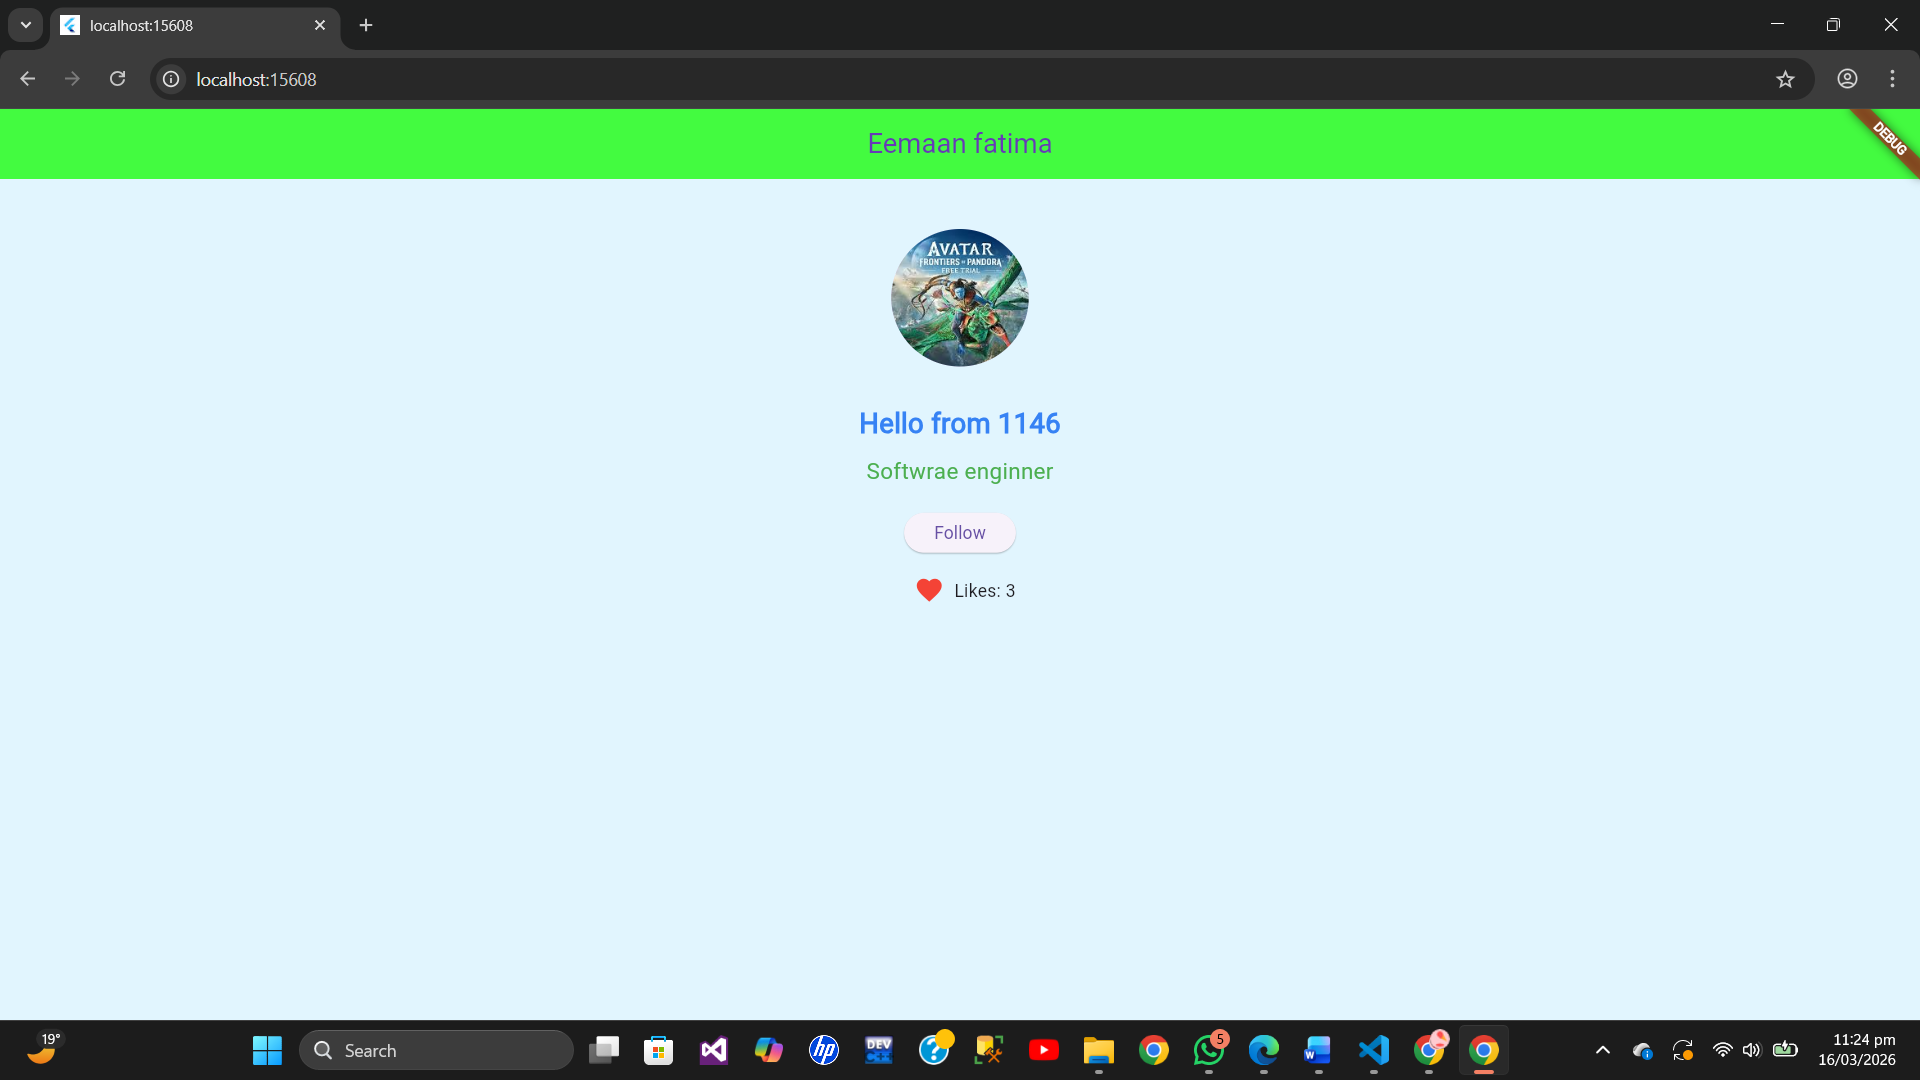 localhost:15608
localhost:15608
Eemaan fatima
DEBUG
AVATAR
FRONTIERS of PANDORA
FREE TRIAL
Hello from 1146
Softwrae enginner
Follow
Likes: 3
19°
Search
hp
DEV
C++
?
5
W
11:24 pm
16/03/2026